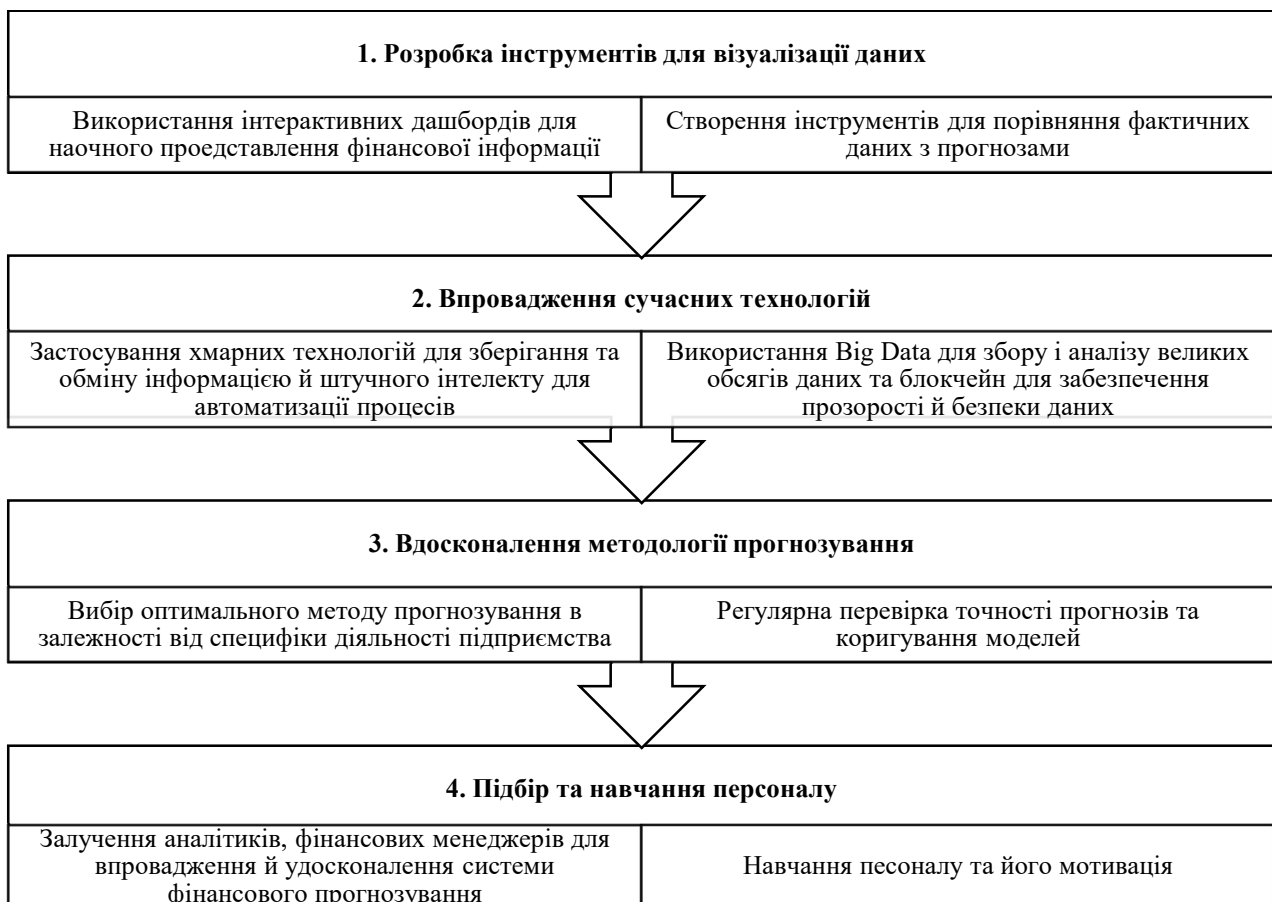 1. Розробка інструментів для візуалізації даних
Використання інтерактивних дашбордів для
наочного проедставлення фінансової інформації
Створення інструментів для порівняння фактичних
даних з прогнозами
2. Впровадження сучасних технологій
Застосування хмарних технологій для зберігання та
обміну інформацією й штучного інтелекту для
автоматизації процесів
Використання Big Data для збору і аналізу великих
обсягів даних та блокчейн для забезпечення
прозорості й безпеки даних
3. Вдосконалення методології прогнозування
Вибір оптимального методу прогнозування в
залежності від специфіки діяльності підприємства
Регулярна перевірка точності прогнозів та
коригування моделей
4. Підбір та навчання персоналу
Залучення аналітиків, фінансових менеджерів для
впровадження й удосконалення системи
фінансового прогнозування
Навчання песоналу та його мотивація